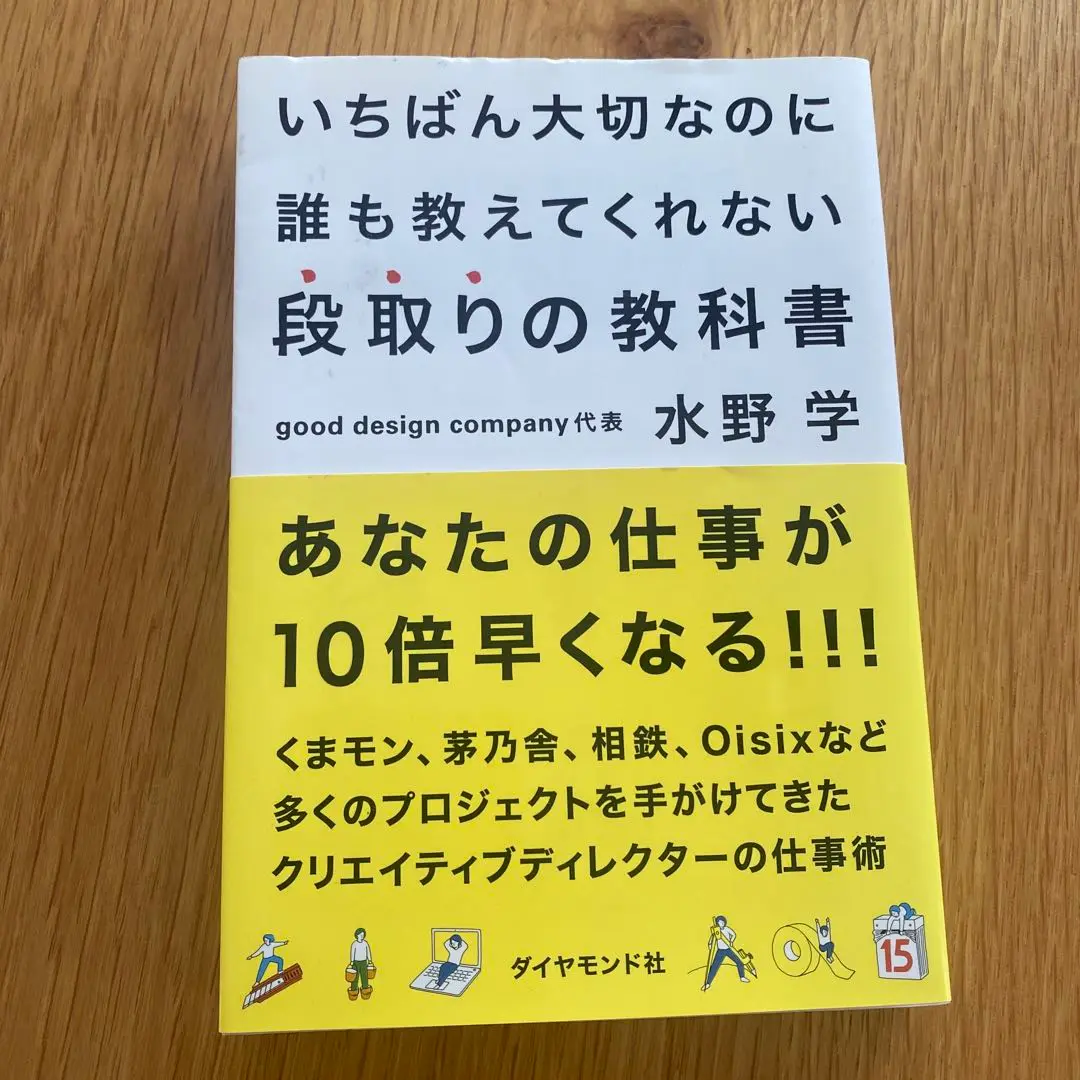 いちばん大切なのに
誰も教えてくれない
段取りの教科書
good design company代表 水野 学
あなたの仕事が
10倍早くなる!!!
くまモン、茅乃舎、相鉄、Oisixなど
多くのプロジェクトを手がけてきた
クリエイティブディレクターの仕事術
ダイヤモンド社
15